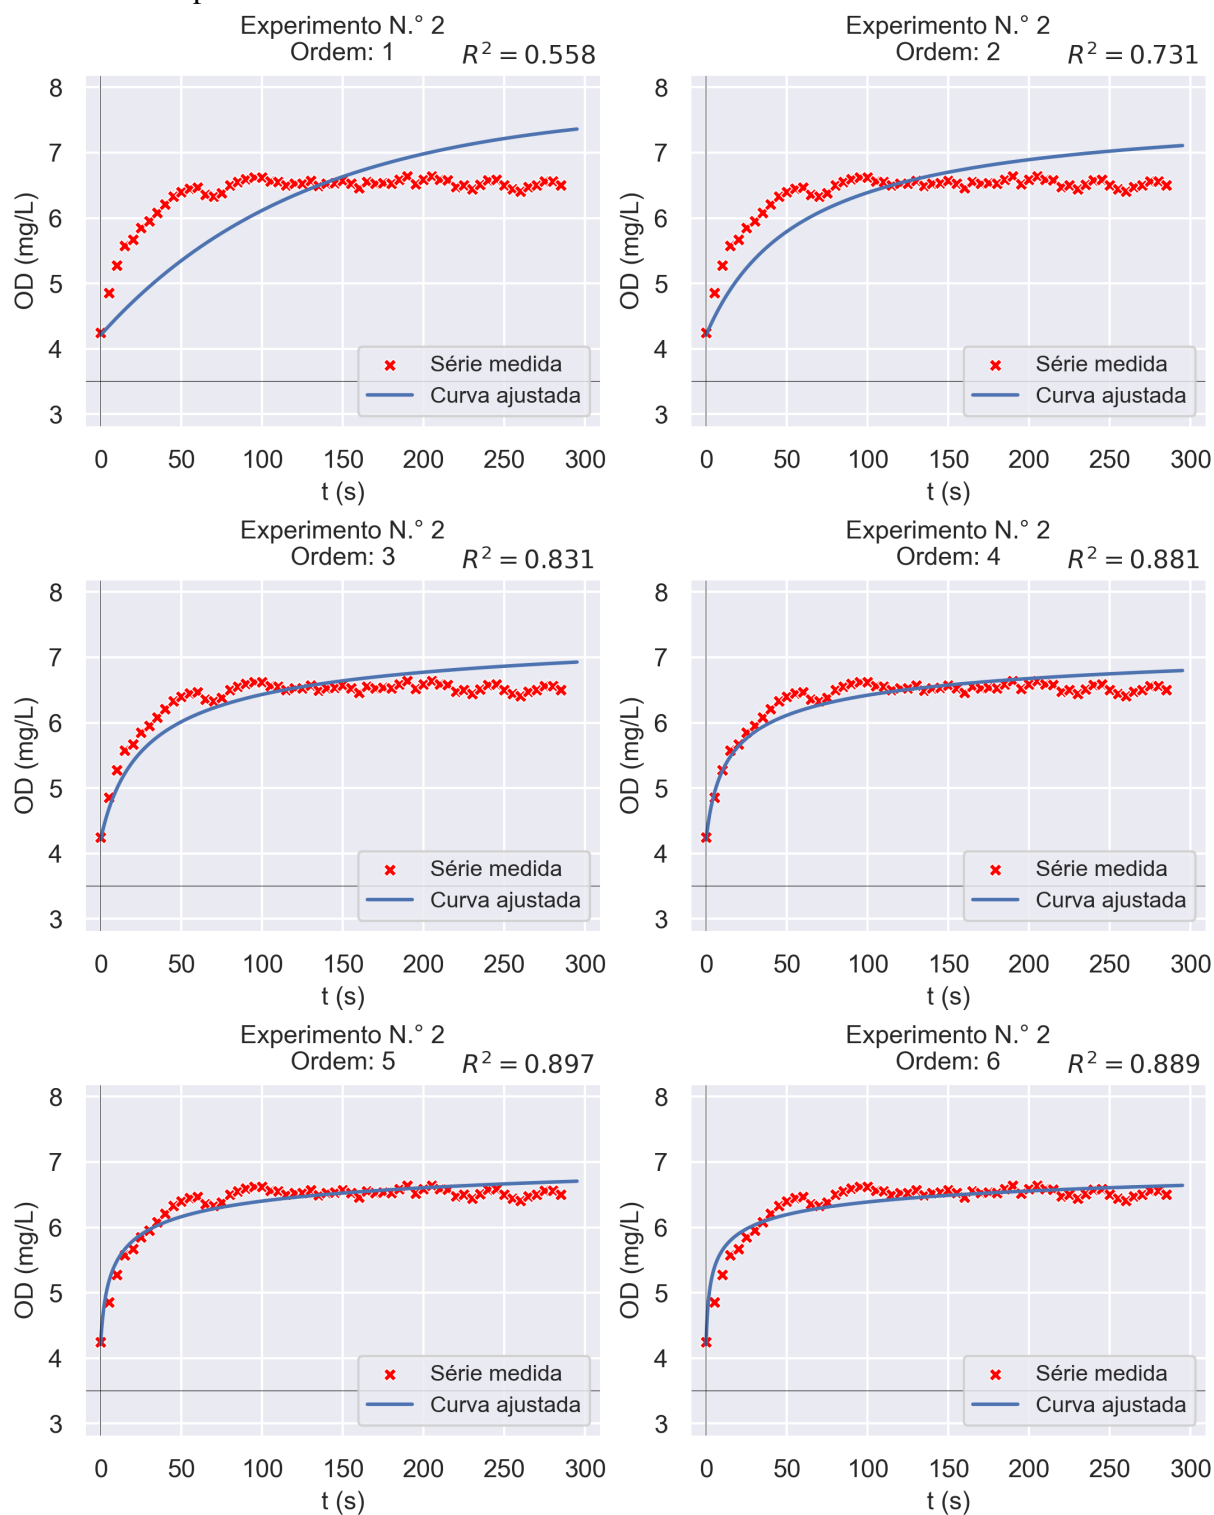 Experimento N.° 2
Ordem: 1 R² = 0.558
8
7
6
5
4
3
OD (mg/L)
Série medida
Curva ajustada
0 50 100 150 200 250 300
t (s)
Experimento N.° 2
Ordem: 2 R² = 0.731
8
7
6
5
4
3
OD (mg/L)
Série medida
Curva ajustada
0 50 100 150 200 250 300
t (s)
Experimento N.° 2
Ordem: 3 R² = 0.831
8
7
6
5
4
3
OD (mg/L)
Série medida
Curva ajustada
0 50 100 150 200 250 300
t (s)
Experimento N.° 2
Ordem: 4 R² = 0.881
8
7
6
5
4
3
OD (mg/L)
Série medida
Curva ajustada
0 50 100 150 200 250 300
t (s)
Experimento N.° 2
Ordem: 5 R² = 0.897
8
7
6
5
4
3
OD (mg/L)
Série medida
Curva ajustada
0 50 100 150 200 250 300
t (s)
Experimento N.° 2
Ordem: 6 R² = 0.889
8
7
6
5
4
3
OD (mg/L)
Série medida
Curva ajustada
0 50 100 150 200 250 300
t (s)